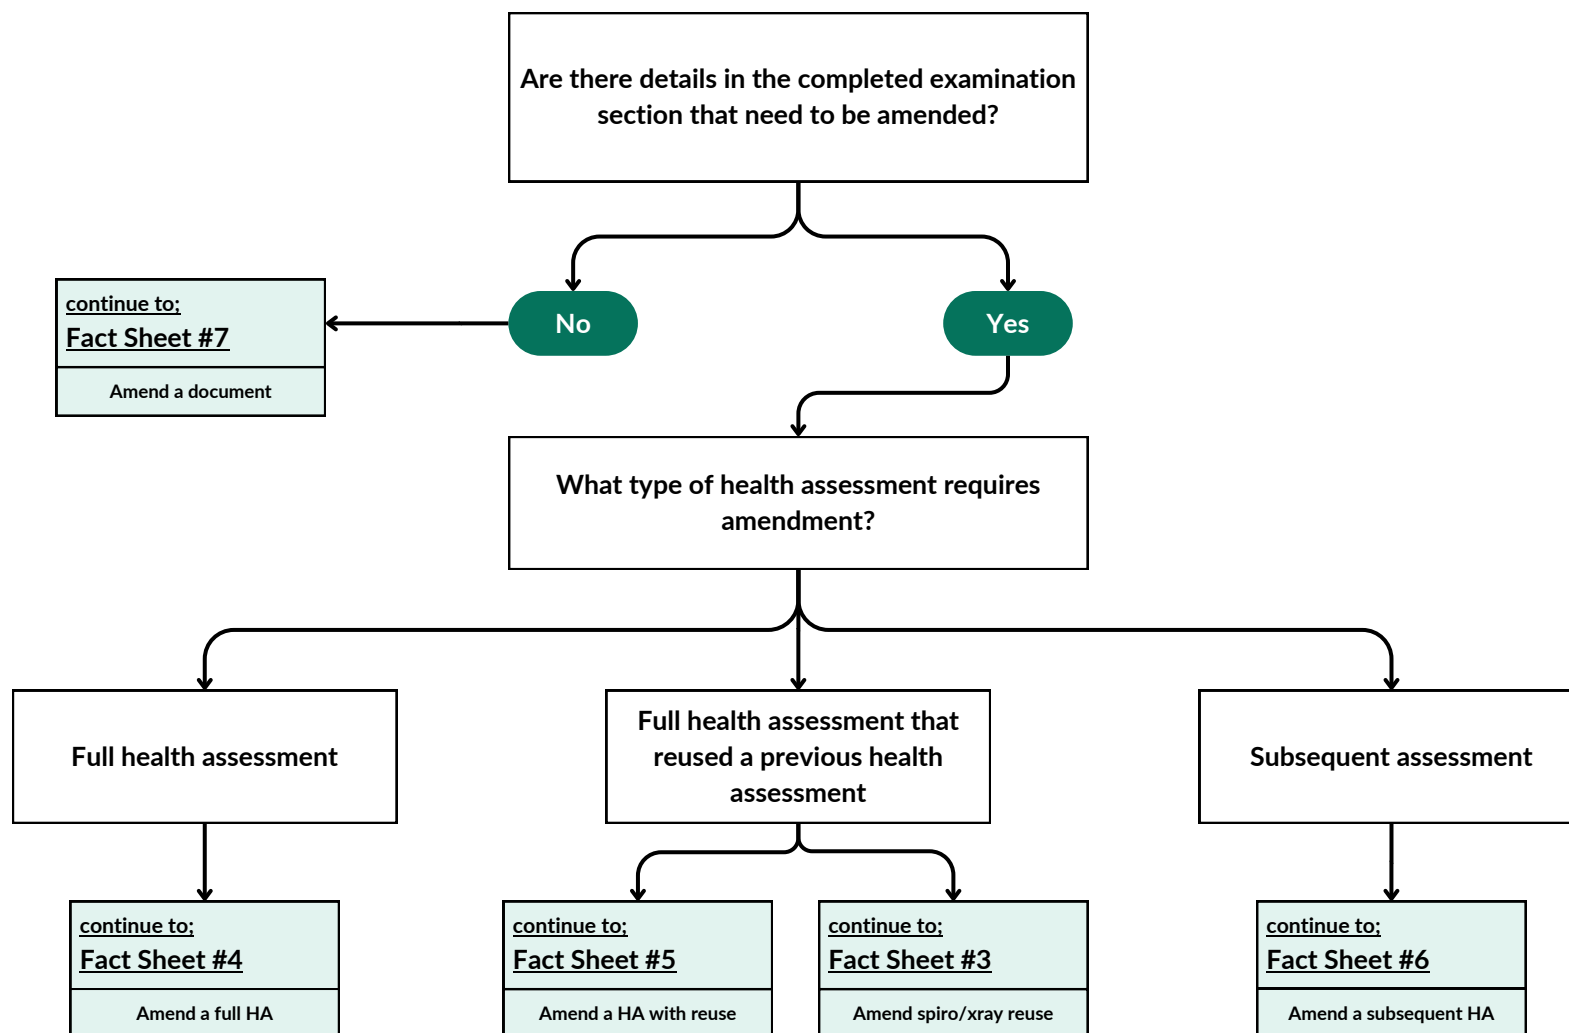 Are there details in the completed examination
section that need to be amended?
No
Yes
continue to;
Fact Sheet #7
Amend a document
What type of health assessment requires
amendment?
Full health assessment
Full health assessment that
reused a previous health
assessment
Subsequent assessment
continue to;
Fact Sheet #4
Amend a full HA
continue to;
Fact Sheet #5
Amend a HA with reuse
continue to;
Fact Sheet #3
Amend spiro/xray reuse
continue to;
Fact Sheet #6
Amend a subsequent HA